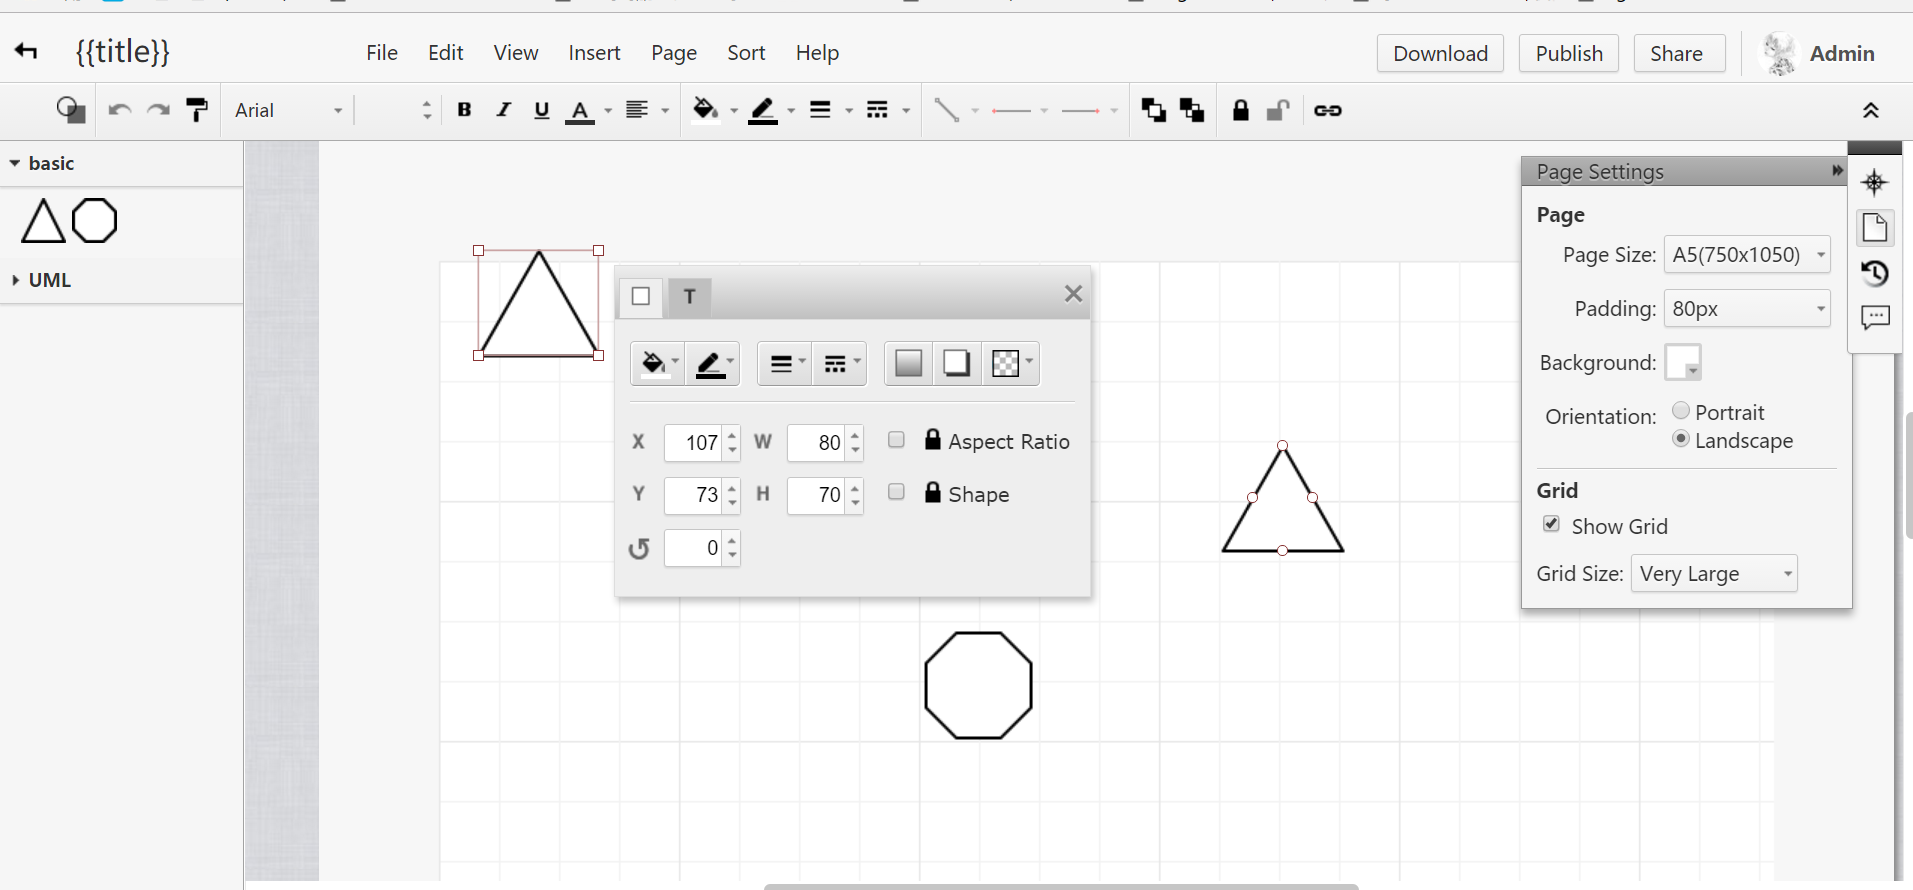 {{title}}
File Edit View Insert Page Sort Help
Download Publish Share Admin
Arial B I U A
basic
UML
T
X 107 W 80 Aspect Ratio
Y 73 H 70 Shape
0
Page Settings
Page
Page Size: A5(750x1050)
Padding: 80px
Background:
Orientation: Portrait
Landscape
Grid
Show Grid
Grid Size: Very Large